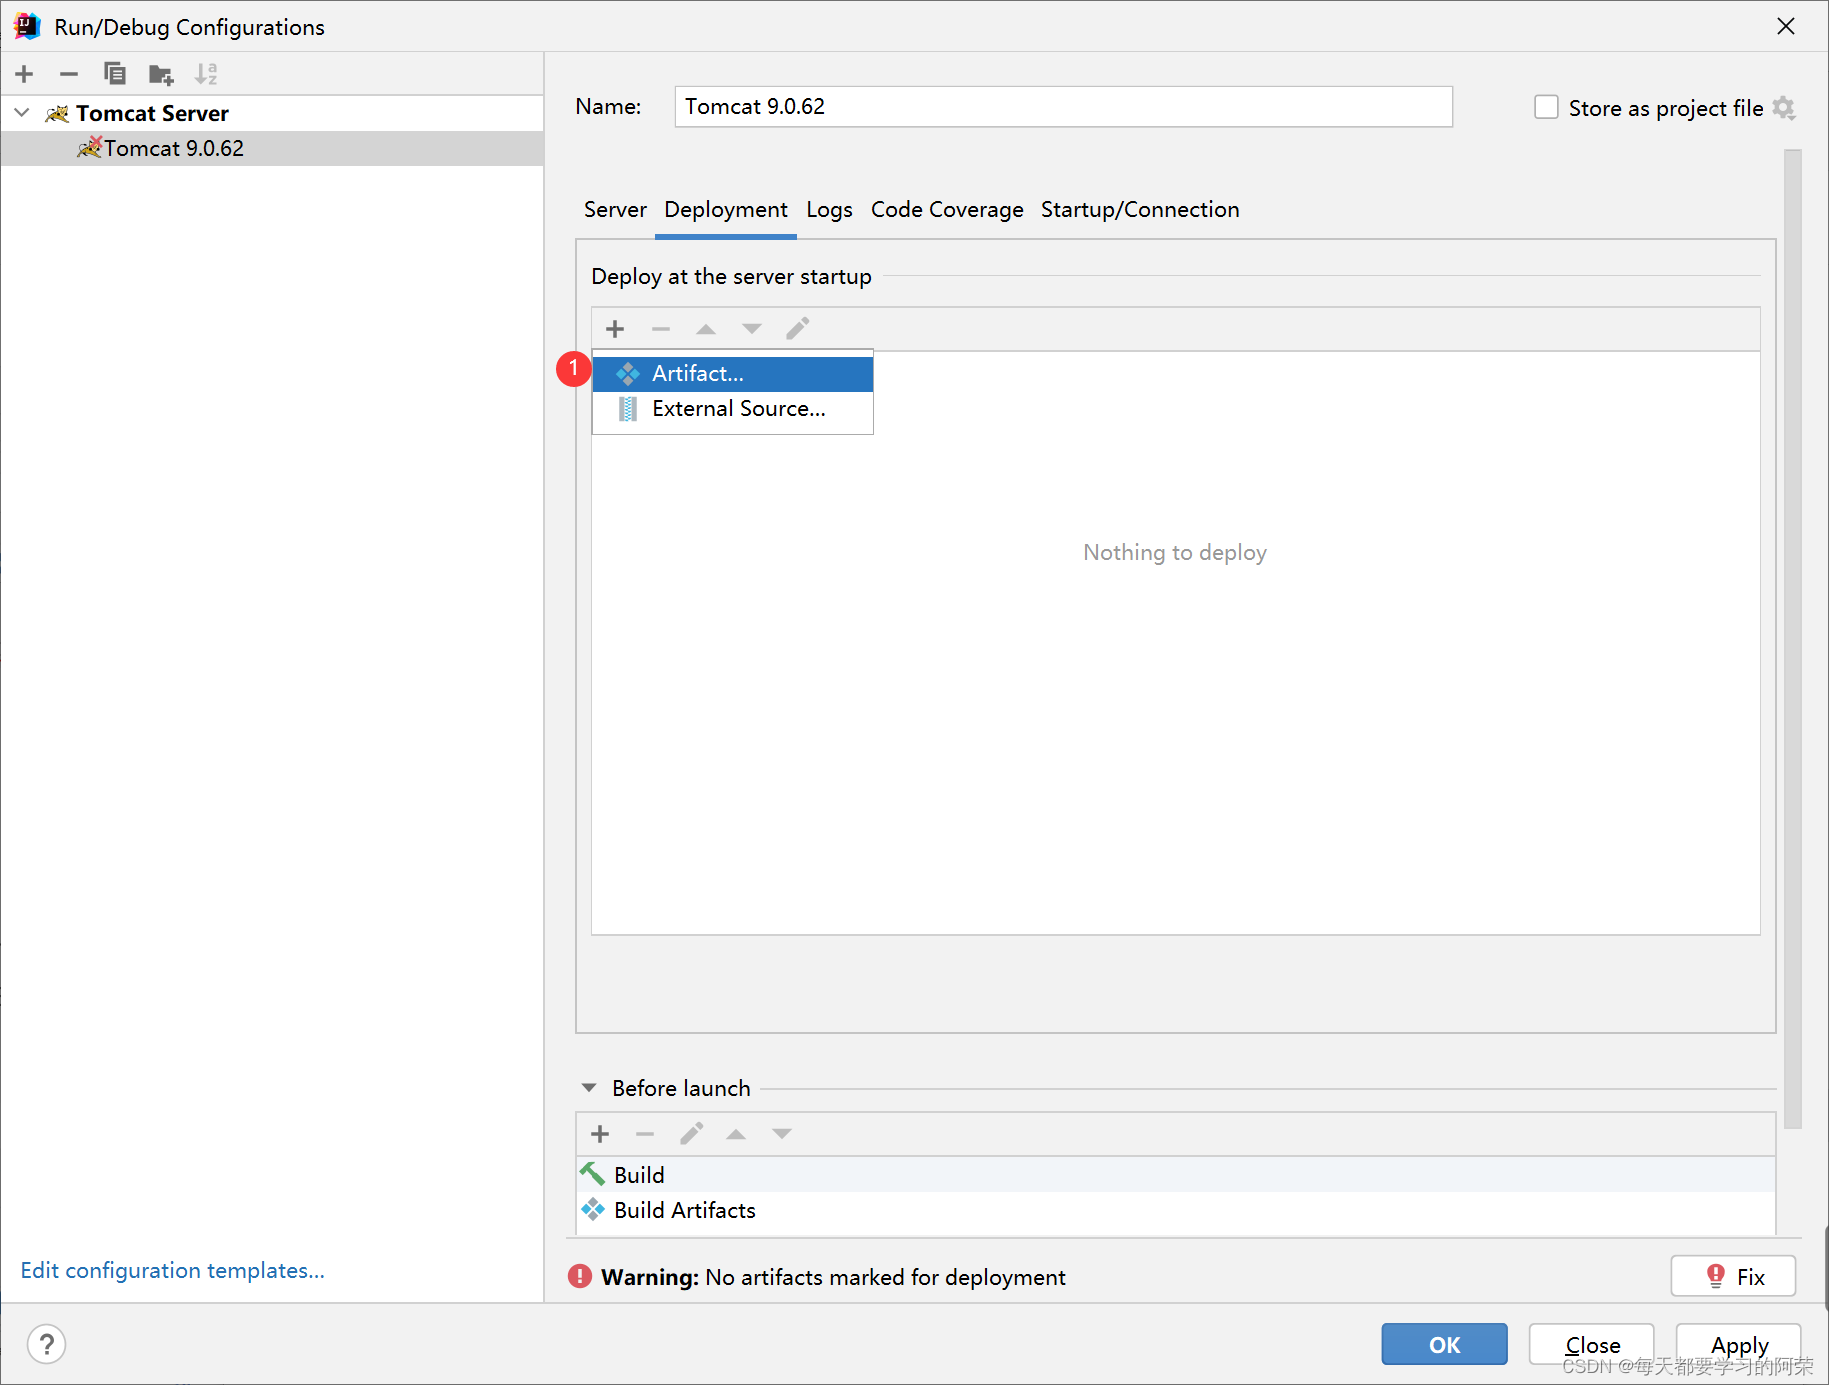 Run/Debug Configurations
Tomcat Server
Tomcat 9.0.62
Name:
Tomcat 9.0.62
Store as project file
Server
Deployment
Logs
Code Coverage
Startup/Connection
Deploy at the server startup
1
Artifact...
External Source...
Nothing to deploy
Before launch
Build
Build Artifacts
Edit configuration templates...
Warning: No artifacts marked for deployment
Fix
?
OK
Close
Apply
CSDN @每天都要学习的阿荣